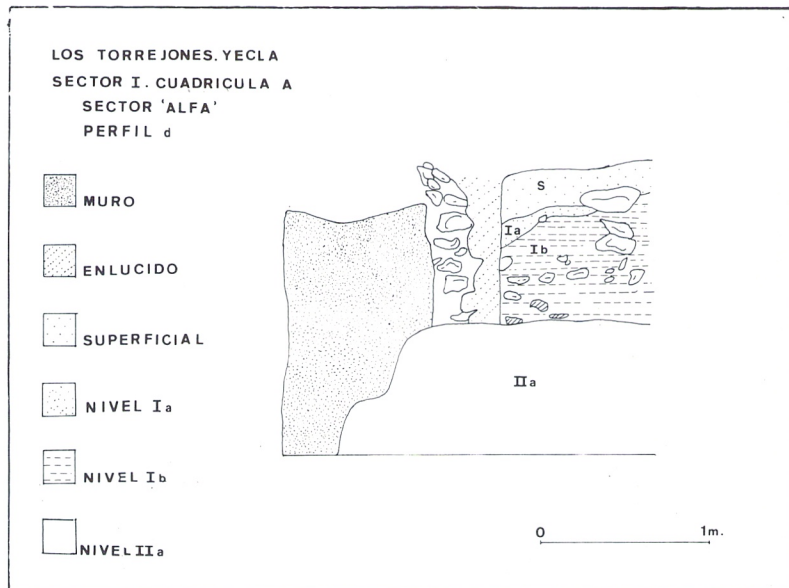 LOS TORREJONES. YECLA
SECTOR I. CUADRICULA A
SECTOR 'ALFA'
PERFIL d
MURO
ENLUCIDO
SUPERFICIAL
NIVEL Ia
NIVEL Ib
NIVEL IIa
S
Ia
Ib
IIa
0 1m.